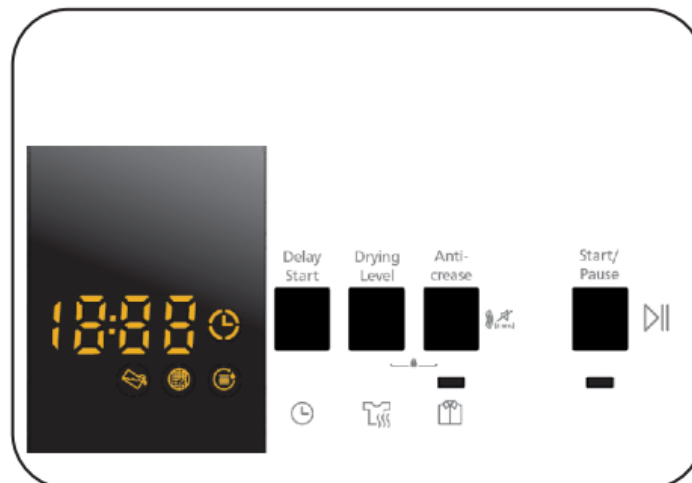 Delay
Start
Drying
Level
Anti-
crease
Start/
Pause
18:88